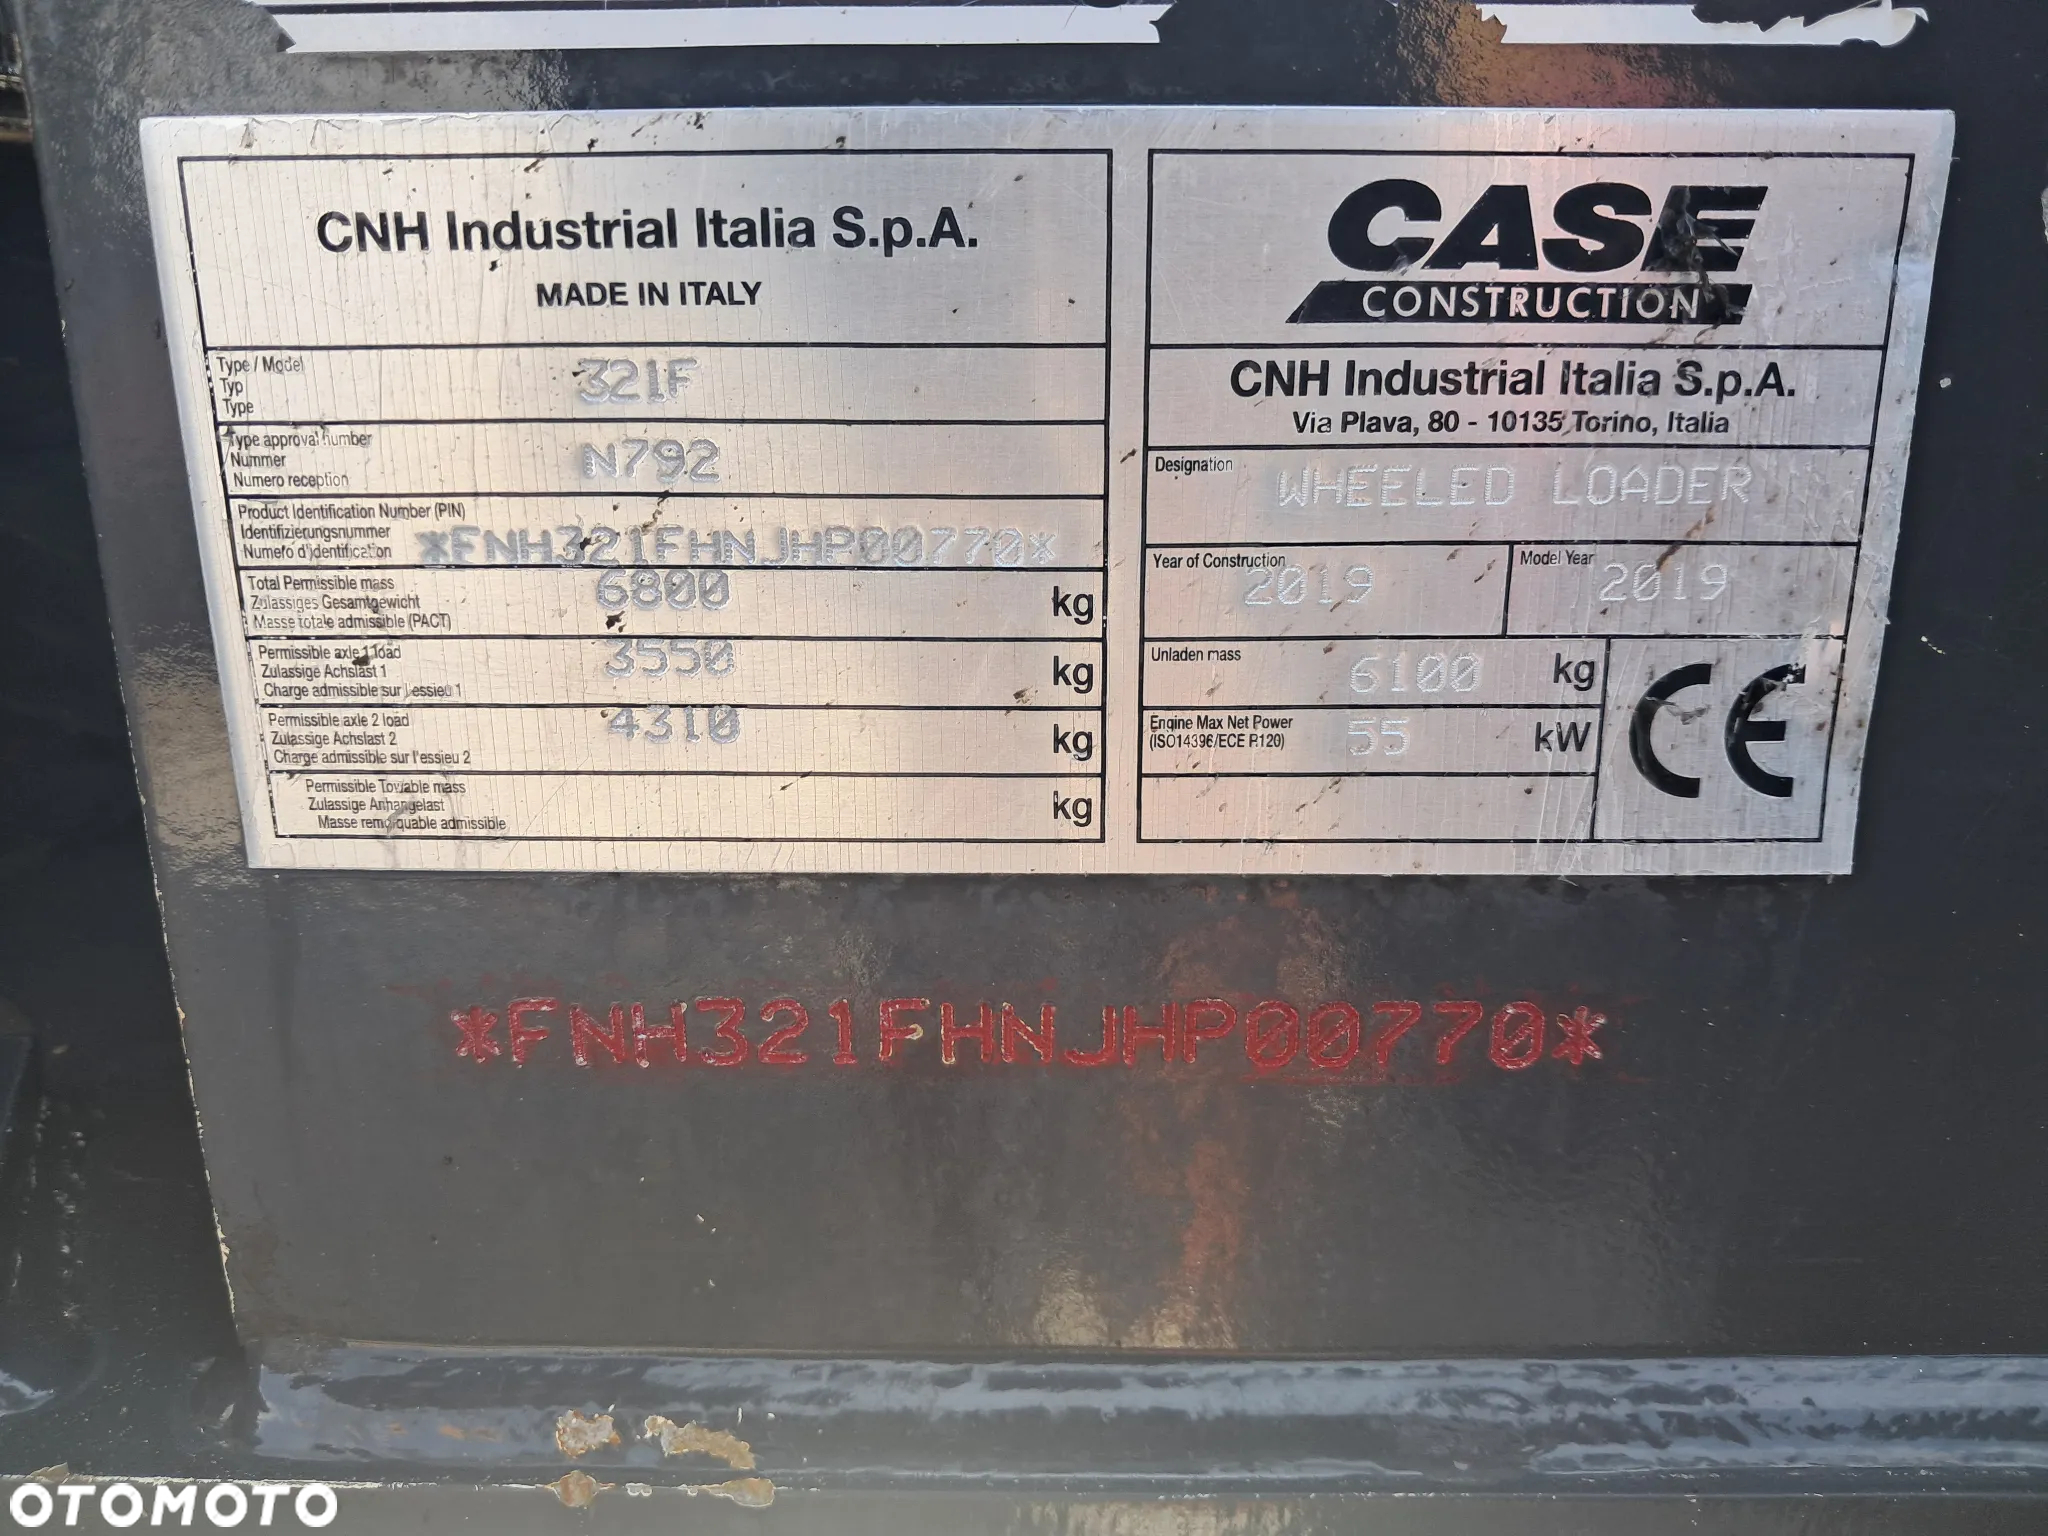 CNH Industrial Italia S.p.A.
MADE IN ITALY
Type / Model
Typ
Type
321F
Type approval number
Nummer
Numero reception
N792
Product Identification Number (PIN)
Identifizierungsnummer
Numero d'identification
*FNH321FHNJHP00770*
Total Permissible mass
Zulassiges Gesamtgewicht
Masse totale admissible (PACT)
6800 kg
Permissible axle 1 load
Zulassige Achslast 1
Charge admissible sur l'essieu 1
3550 kg
Permissible axle 2 load
Zulassige Achslast 2
Charge admissible sur l'essieu 2
4310 kg
Permissible Towable mass
Zulassige Anhangelast
Masse remorquable admissible
kg
CASE
CONSTRUCTION
CNH Industrial Italia S.p.A.
Via Plava, 80 - 10135 Torino, Italia
Designation
WHEELED LOADER
Year of Construction
2019
Model Year
2019
Unladen mass
6100 kg
Engine Max Net Power
(ISO14396/ECE R120)
55 kW
CE
*FNH321FHNJHP00770*
OTOMOTO